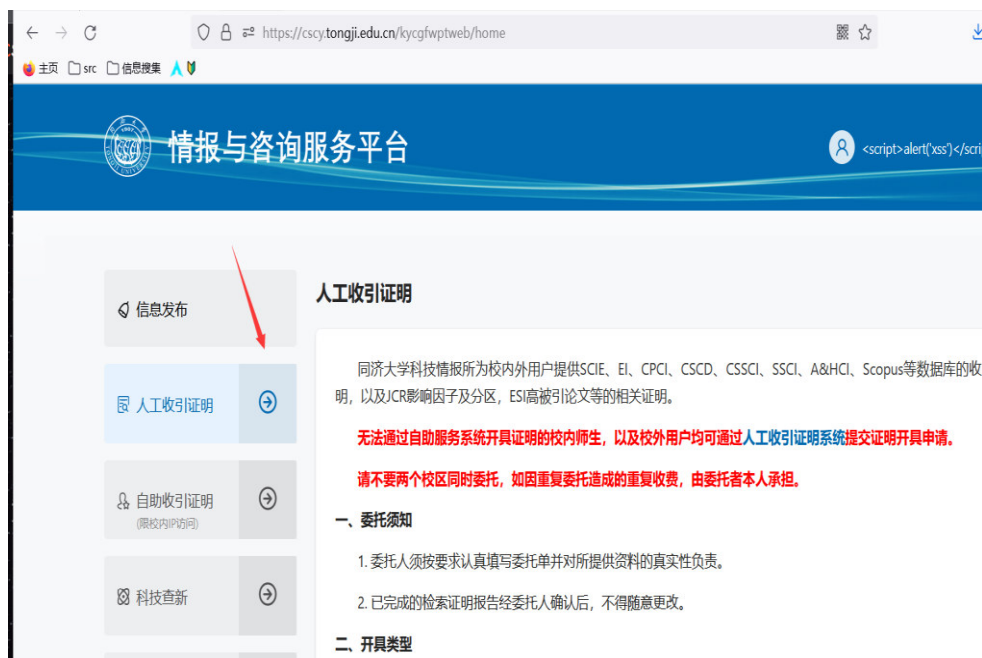 https://cscy.tongji.edu.cn/kycgfwptweb/home
主页 src 信息搜集
情报与咨询服务平台
<script>alert('xss')</scri
信息发布
人工收引证明
自助收引证明
(限校内IP访问)
科技查新
人工收引证明
同济大学科技情报所为校内外用户提供SCIE、EI、CPCI、CSCD、CSSCI、SSCI、A&HCI、Scopus等数据库的收
明，以及JCR影响因子及分区，ESI高被引论文等的相关证明。
无法通过自助服务系统开具证明的校内师生，以及校外用户均可通过人工收引证明系统提交证明开具申请。
请不要两个校区同时委托，如因重复委托造成的重复收费，由委托者本人承担。
一、委托须知
1. 委托人须按要求认真填写委托单并对所提供资料的真实性负责。
2. 已完成的检索证明报告经委托人确认后，不得随意更改。
二、开具类型